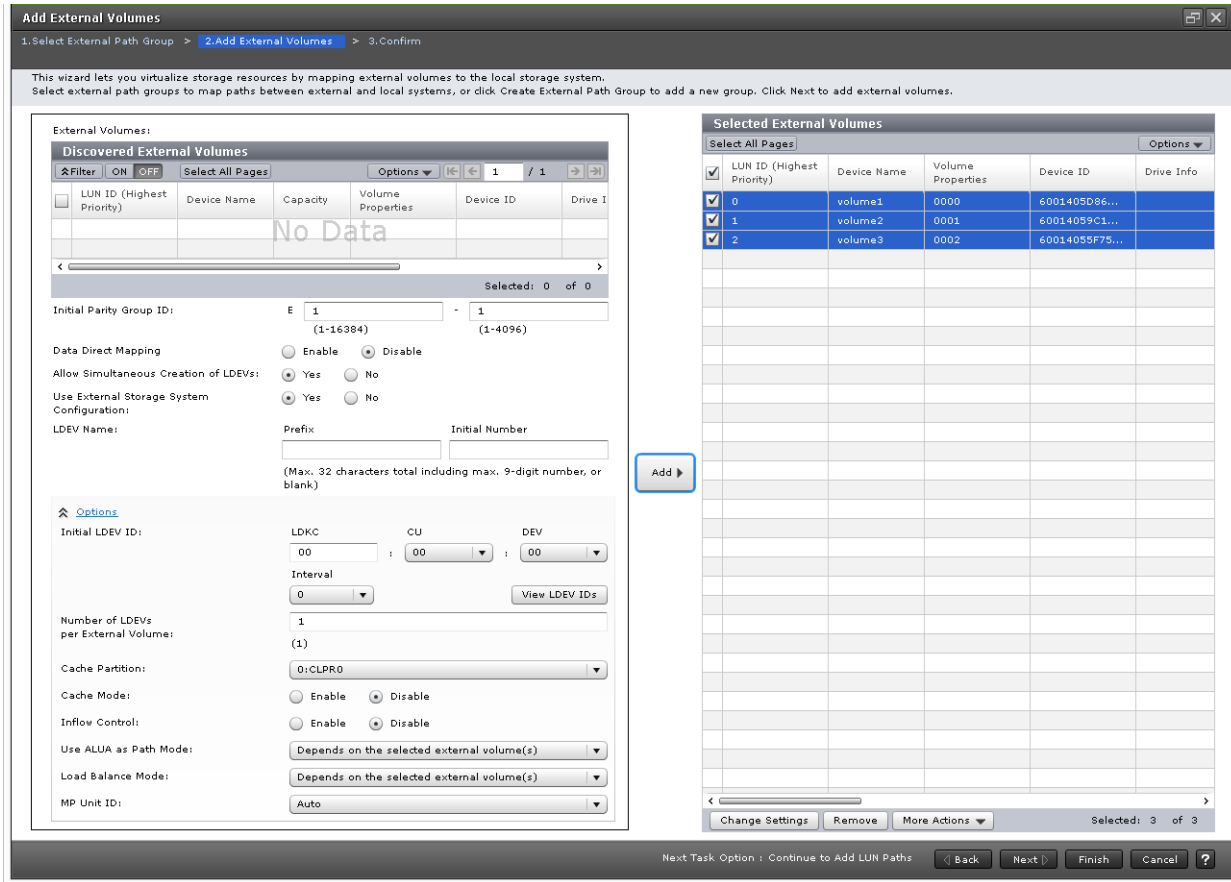 Add External Volumes
1.Select External Path Group > 2.Add External Volumes > 3.Confirm
This wizard lets you virtualize storage resources by mapping external volumes to the local storage system.
Select external path groups to map paths between external and local systems, or click Create External Path Group to add a new group. Click Next to add external volumes.
External Volumes:
Discovered External Volumes
Filter ON OFF Select All Pages Options 1 / 1
LUN ID (Highest Priority) Device Name Capacity Volume Properties Device ID Drive I
No Data
Selected: 0 of 0
Initial Parity Group ID: E 1 - 1
(1-16384) (1-4096)
Data Direct Mapping Enable Disable
Allow Simultaneous Creation of LDEVs: Yes No
Use External Storage System Configuration: Yes No
LDEV Name: Prefix Initial Number
(Max. 32 characters total including max. 9-digit number, or
blank)
Options
Initial LDEV ID: LDKC CU DEV
00 : 00 : 00
Interval
0 View LDEV IDs
Number of LDEVs
per External Volume: 1
(1)
Cache Partition: 0:CLPR0
Cache Mode: Enable Disable
Inflow Control: Enable Disable
Use ALUA as Path Mode: Depends on the selected external volume(s)
Load Balance Mode: Depends on the selected external volume(s)
MP Unit ID: Auto
Add
Selected External Volumes
Select All Pages Options
LUN ID (Highest Priority) Device Name Volume Properties Device ID Drive Info
0 volume1 0000 6001405D86...
1 volume2 0001 60014059C1...
2 volume3 0002 60014055F75...
Change Settings Remove More Actions Selected: 3 of 3
Next Task Option : Continue to Add LUN Paths Back Next Finish Cancel ?